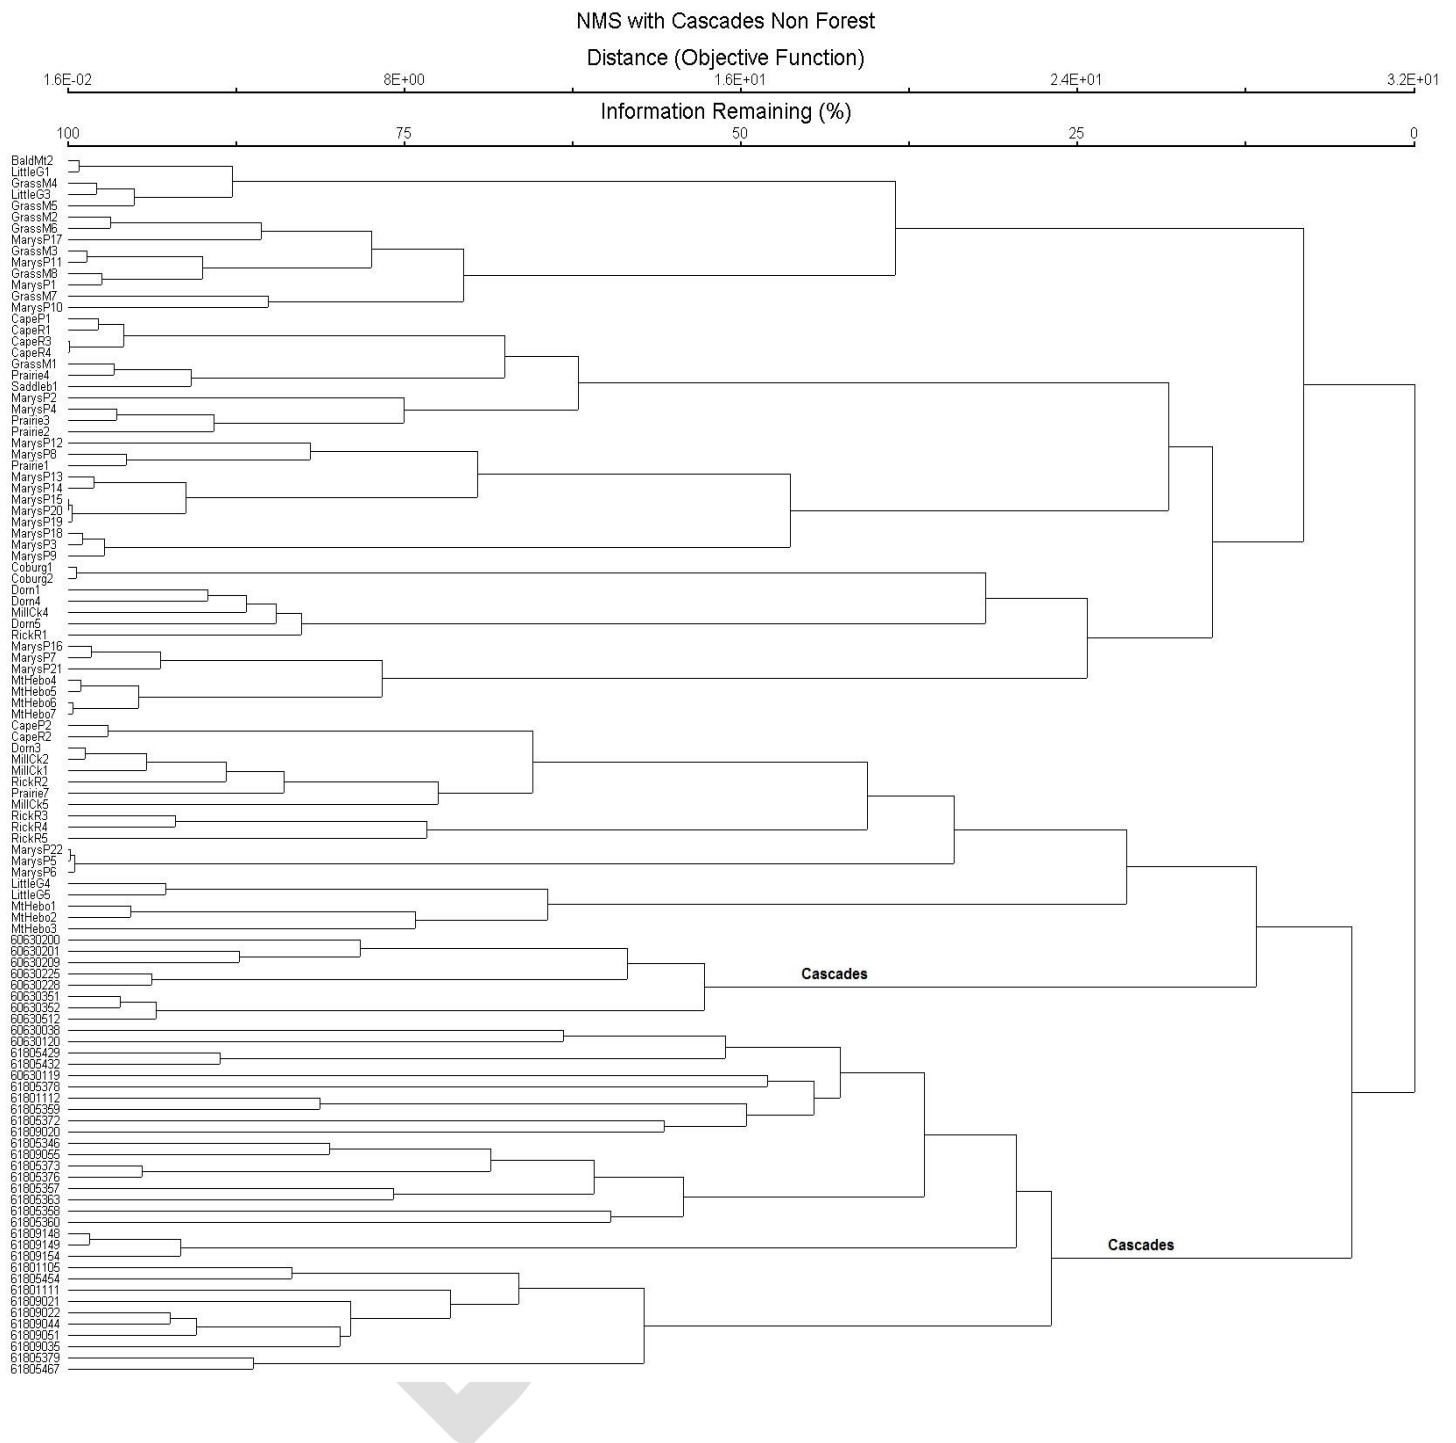 NMS with Cascades Non Forest
Distance (Objective Function)
1.6E-02 8E+00 1.6E+01 2.4E+01 3.2E+01
Information Remaining (%)
100 75 50 25 0
BaldMt2
LittleG1
GrassM4
LittleG3
GrassM5
GrassM2
GrassM6
MarysP17
GrassM3
MarysP11
GrassM8
MarysP1
GrassM7
MarysP10
CapeP1
CapeR1
CapeR3
CapeR4
GrassM1
Prairie4
Saddleb1
MarysP2
MarysP4
Prairie3
Prairie2
MarysP12
MarysP8
Prairie1
MarysP13
MarysP14
MarysP15
MarysP20
MarysP19
MarysP18
MarysP3
MarysP9
Coburg1
Coburg2
Dorn1
Dorn4
MillCk4
Dorn5
RickR1
MarysP16
MarysP7
MarysP21
MtHebo4
MtHebo5
MtHebo6
MtHebo7
CapeP2
CapeR2
Dorn3
MillCk2
MillCk1
RickR2
Prairie7
MillCk5
RickR3
RickR4
RickR5
MarysP22
MarysP5
MarysP6
LittleG4
LittleG5
MtHebo1
MtHebo2
MtHebo3
60630200
60630201
60630209
60630225
Cascades
60630228
60630351
60630352
60630512
60630038
60630120
61805429
61805432
60630119
61805378
61801112
61805359
61805372
61809020
61805346
61809055
61805373
61805376
61805357
61805363
61805358
61805360
61809148
61809149
Cascades
61809154
61801105
61805454
61801111
61809021
61809022
61809044
61809051
61809035
61805379
61805467